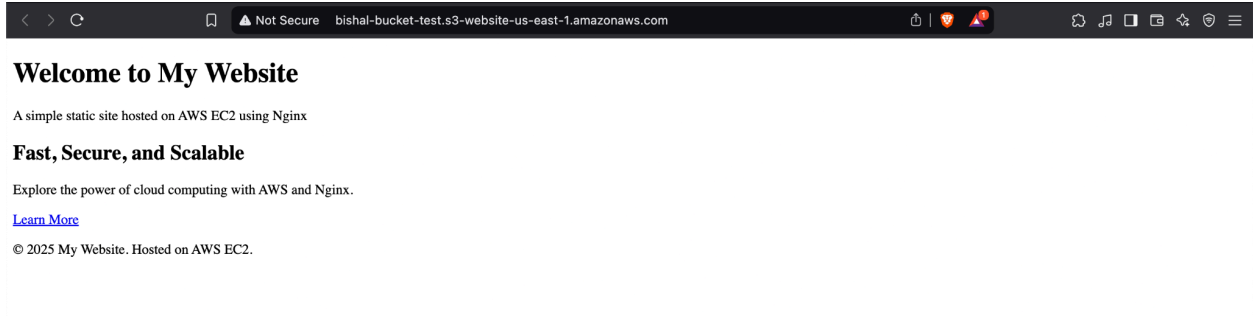 Not Secure bishal-bucket-test.s3-website-us-east-1.amazonaws.com 1
Welcome to My Website
A simple static site hosted on AWS EC2 using Nginx
Fast, Secure, and Scalable
Explore the power of cloud computing with AWS and Nginx.
Learn More
© 2025 My Website. Hosted on AWS EC2.